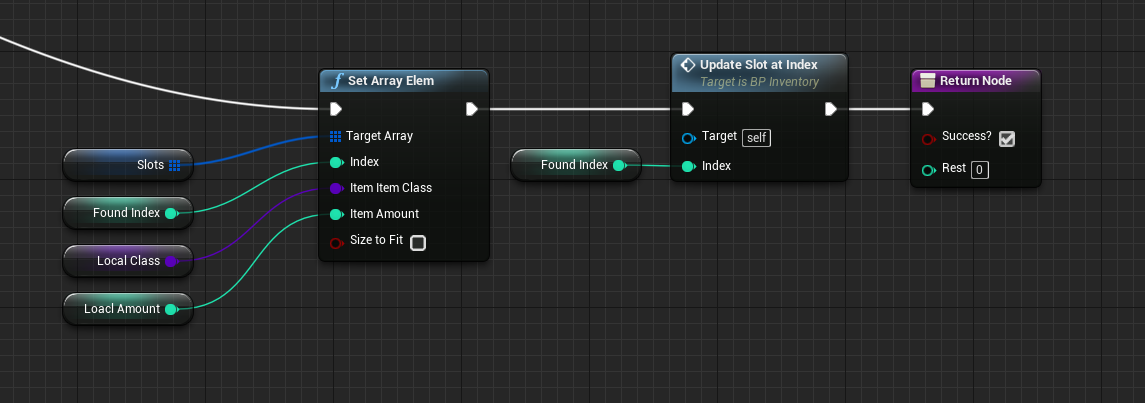 Set Array Elem
Target Array
Index
Item Item Class
Item Amount
Size to Fit
Slots
Found Index
Local Class
Loacl Amount
Found Index
Update Slot at Index
Target is BP Inventory
Target self
Index
Return Node
Success?
Rest 0